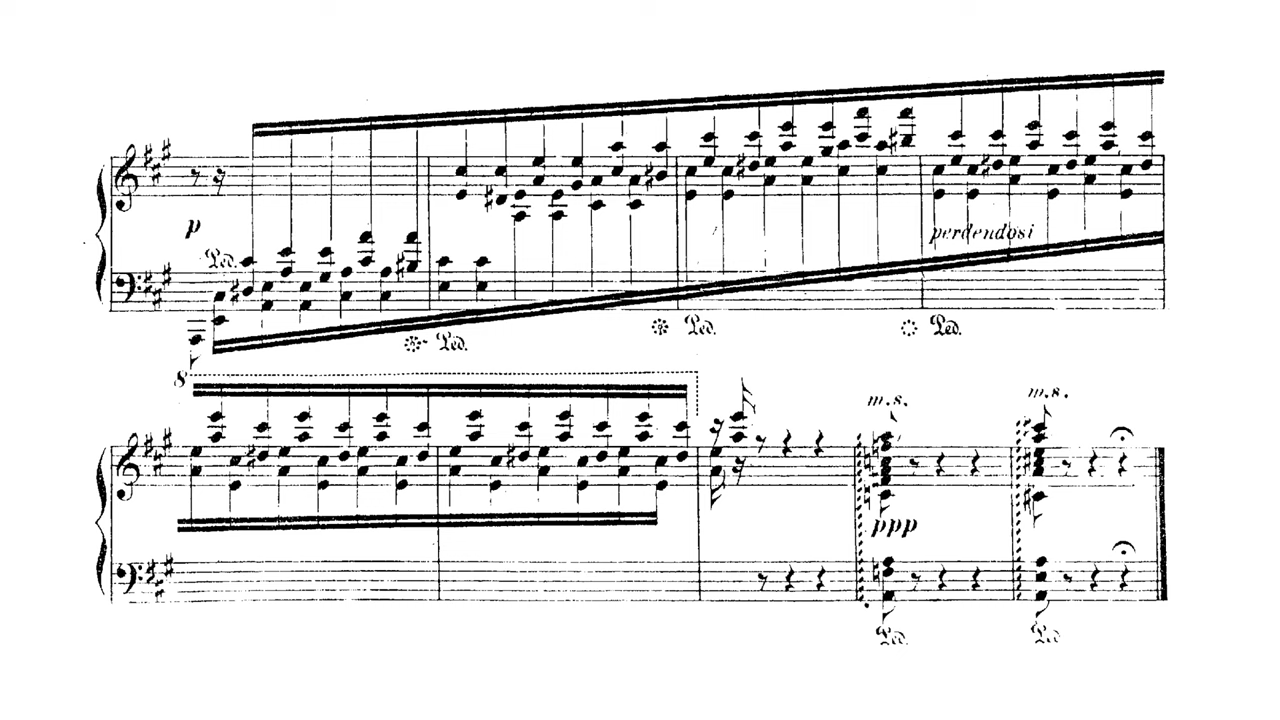 p
Ped.
perdendosi
Ped. Ped. Ped.
8
m.s. m.s.
ppp
Ped. Ped